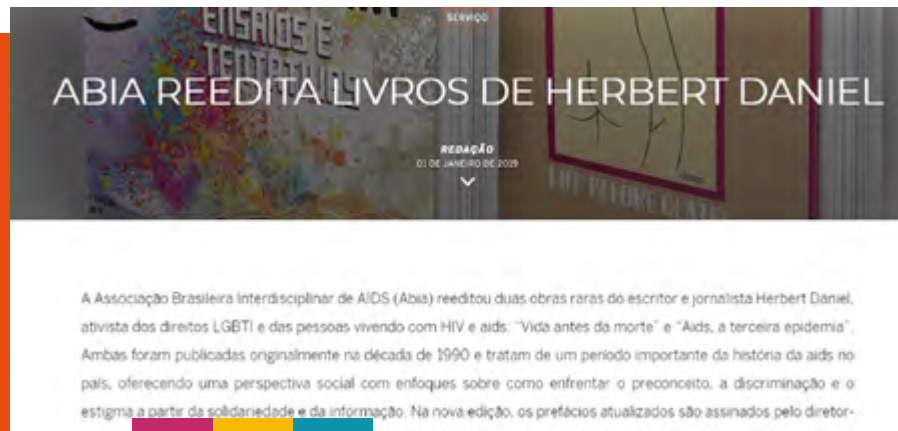 SERVIÇO
ENSAIOS E
TENTATIVAS
ABIA REEDITA LIVROS DE HERBERT DANIEL
REDAÇÃO
01 DE JANEIRO DE 2019
A Associação Brasileira Interdisciplinar de AIDS (Abia) reeditou duas obras raras do escritor e jornalista Herbert Daniel,
ativista dos direitos LGBTI e das pessoas vivendo com HIV e aids: "Vida antes da morte" e "Aids, a terceira epidemia".
Ambas foram publicadas originalmente na década de 1990 e tratam de um período importante da história da aids no
país, oferecendo uma perspectiva social com enfoques sobre como enfrentar o preconceito, a discriminação e o
estigma a partir da solidariedade e da informação. Na nova edição, os prefácios atualizados são assinados pelo diretor-